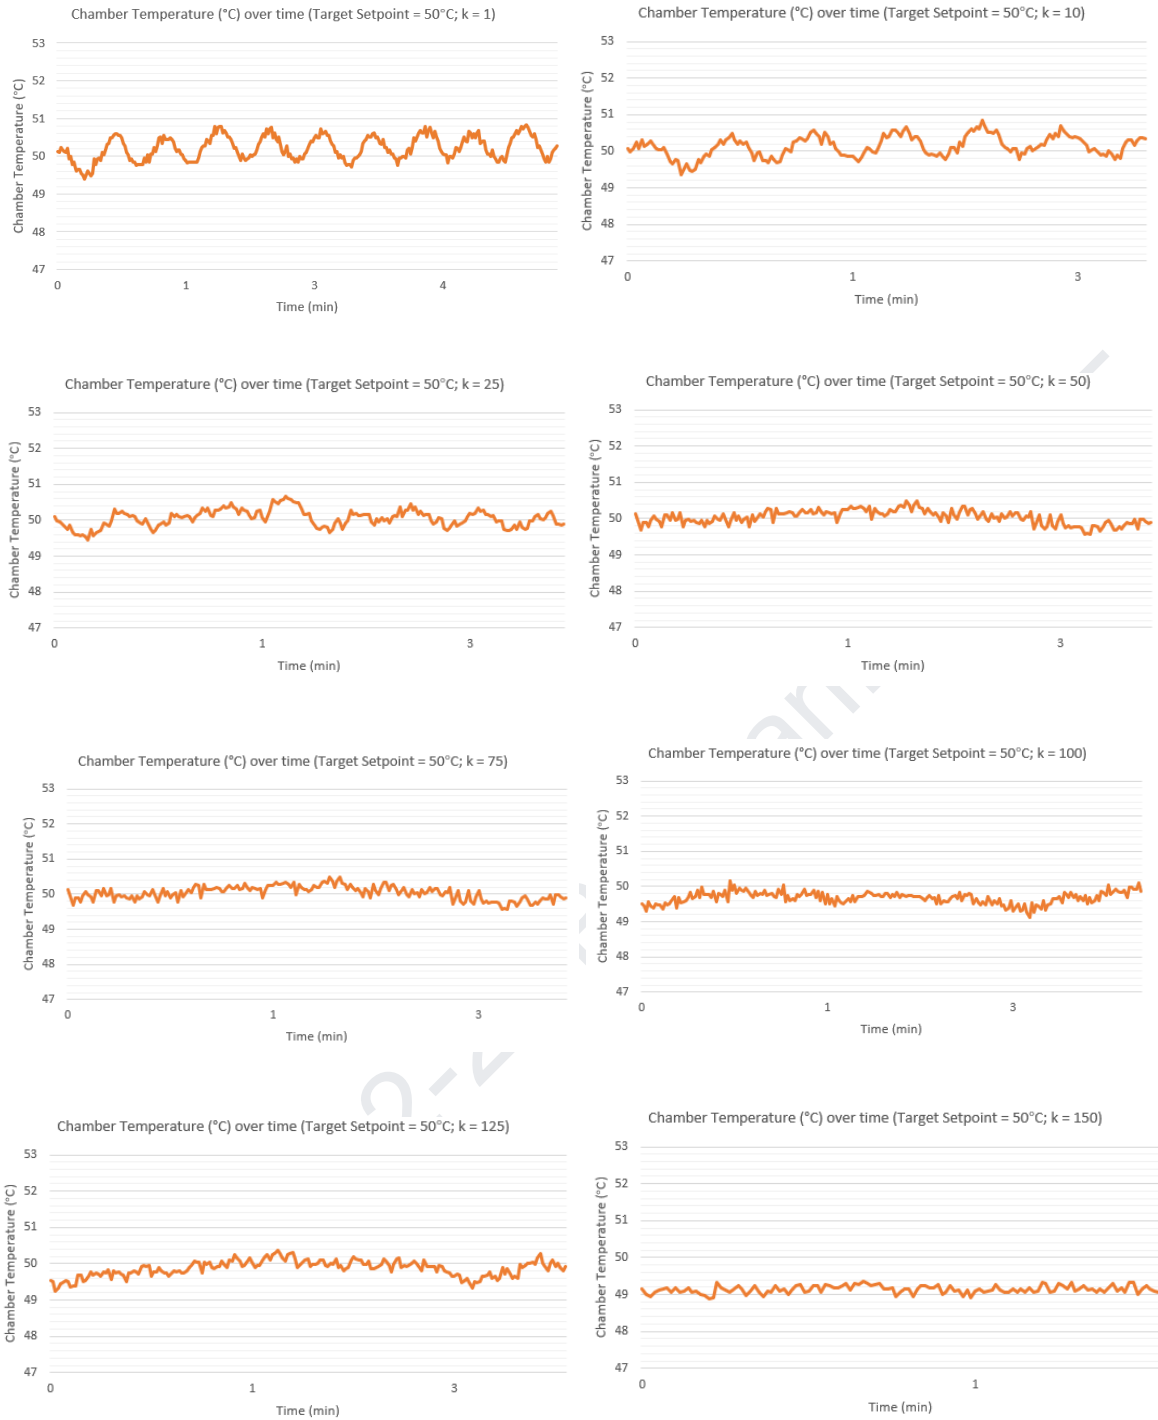 Chamber Temperature (°C) over time (Target Setpoint = 50°C; k = 1)
53
52
51
50
49
48
47
Chamber Temperature (°C)
0 1 3 4
Time (min)
Chamber Temperature (°C) over time (Target Setpoint = 50°C; k = 10)
53
52
51
50
49
48
47
Chamber Temperature (°C)
0 1 3
Time (min)
Chamber Temperature (°C) over time (Target Setpoint = 50°C; k = 25)
53
52
51
50
49
48
47
Chamber Temperature (°C)
0 1 3
Time (min)
Chamber Temperature (°C) over time (Target Setpoint = 50°C; k = 50)
53
52
51
50
49
48
47
Chamber Temperature (°C)
0 1 3
Time (min)
Chamber Temperature (°C) over time (Target Setpoint = 50°C; k = 75)
53
52
51
50
49
48
47
Chamber Temperature (°C)
0 1 3
Time (min)
Chamber Temperature (°C) over time (Target Setpoint = 50°C; k = 100)
53
52
51
50
49
48
47
Chamber Temperature (°C)
0 1 3
Time (min)
Chamber Temperature (°C) over time (Target Setpoint = 50°C; k = 125)
53
52
51
50
49
48
47
Chamber Temperature (°C)
0 1 3
Time (min)
Chamber Temperature (°C) over time (Target Setpoint = 50°C; k = 150)
53
52
51
50
49
48
47
Chamber Temperature (°C)
0 1
Time (min)